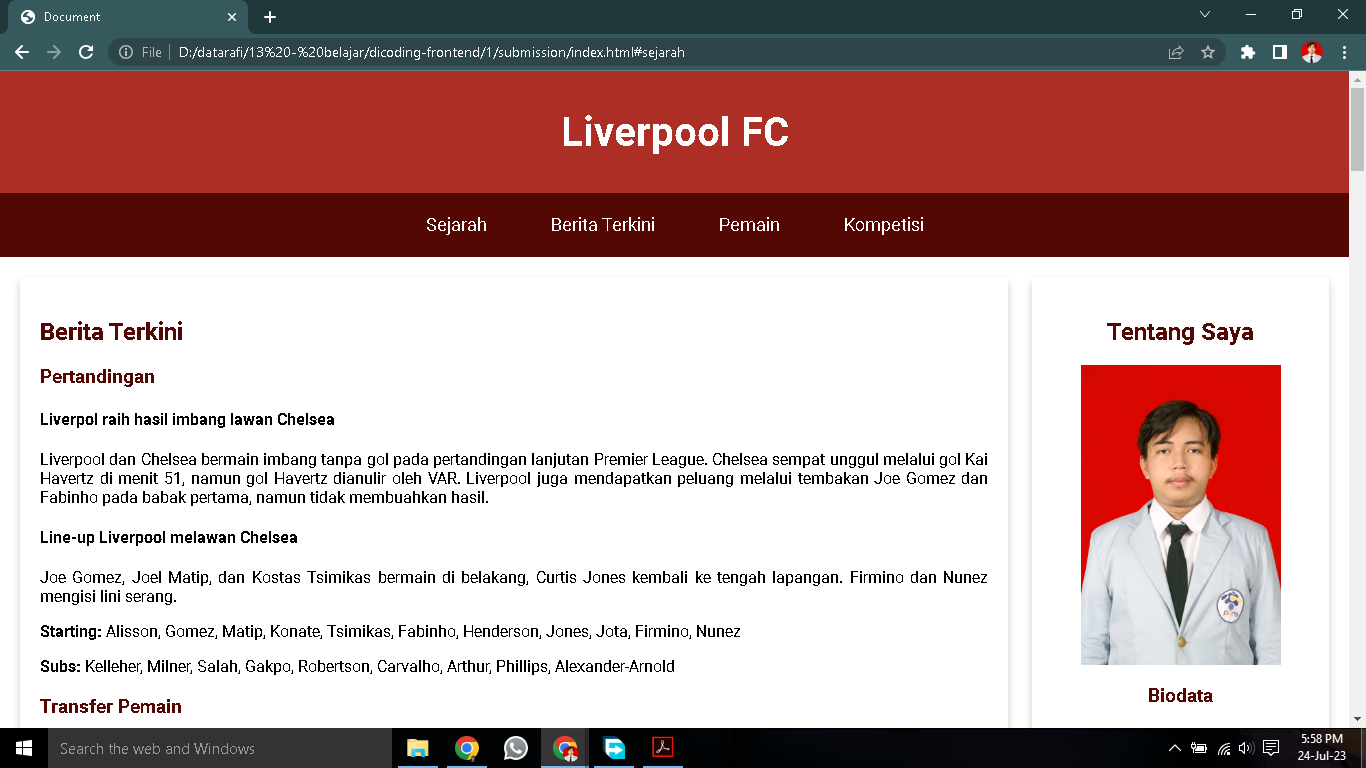 Document
File
D:/datarafi/13%20-%20belajar/dicoding-frontend/1/submission/index.html#sejarah
Liverpool FC
Sejarah
Berita Terkini
Pemain
Kompetisi
Berita Terkini
Pertandingan
Liverpol raih hasil imbang lawan Chelsea
Liverpool dan Chelsea bermain imbang tanpa gol pada pertandingan lanjutan Premier League. Chelsea sempat unggul melalui gol Kai
Havertz di menit 51, namun gol Havertz dianulir oleh VAR. Liverpool juga mendapatkan peluang melalui tembakan Joe Gomez dan
Fabinho pada babak pertama, namun tidak membuahkan hasil.
Line-up Liverpool melawan Chelsea
Joe Gomez, Joel Matip, dan Kostas Tsimikas bermain di belakang, Curtis Jones kembali ke tengah lapangan. Firmino dan Nunez
mengisi lini serang.
Starting: Alisson, Gomez, Matip, Konate, Tsimikas, Fabinho, Henderson, Jones, Jota, Firmino, Nunez
Subs: Kelleher, Milner, Salah, Gakpo, Robertson, Carvalho, Arthur, Phillips, Alexander-Arnold
Transfer Pemain
Tentang Saya
Biodata
Search the web and Windows
5:58 PM
24-Jul-23